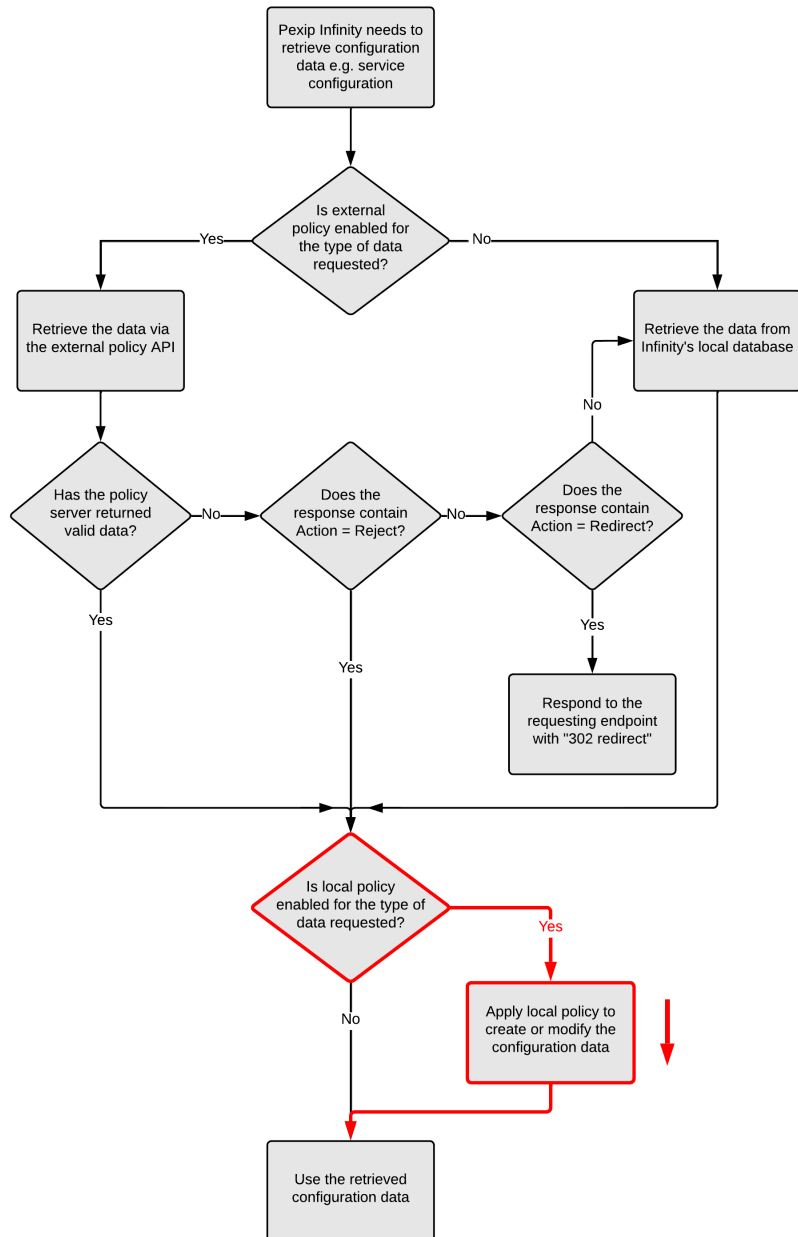 Pexip Infinity needs to
retrieve configuration
data e.g. service
configuration
Is external
policy enabled for
the type of data
requested?
Yes
No
Retrieve the data via
the external policy API
Retrieve the data from
Infinity's local database
No
Has the policy
server returned
valid data?
No
Does the
response contain
Action = Reject?
No
Does the
response contain
Action = Redirect?
Yes
Yes
Yes
Respond to the
requesting endpoint
with "302 redirect"
Is local policy
enabled for the type of
data requested?
Yes
No
Apply local policy to
create or modify the
configuration data
Use the retrieved
configuration data